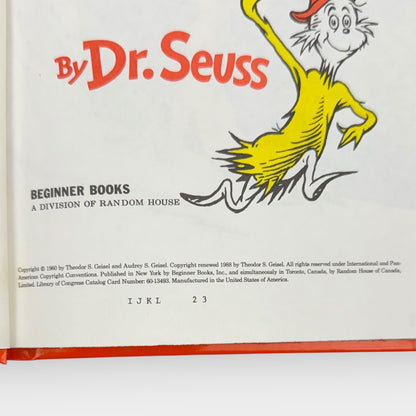 By Dr. Seuss
BEGINNER BOOKS
A DIVISION OF RANDOM HOUSE
Copyright © 1960 by Theodor S. Geisel and Audrey S. Geisel. Copyright renewed 1988 by Theodor S. Geisel. All rights reserved under International and Pan-
American Copyright Conventions. Published in New York by Beginner Books, Inc., and simultaneously in Toronto, Canada, by Random House of Canada,
Limited. Library of Congress Catalog Card Number: 60-13493. Manufactured in the United States of America.
I J K L 2 3